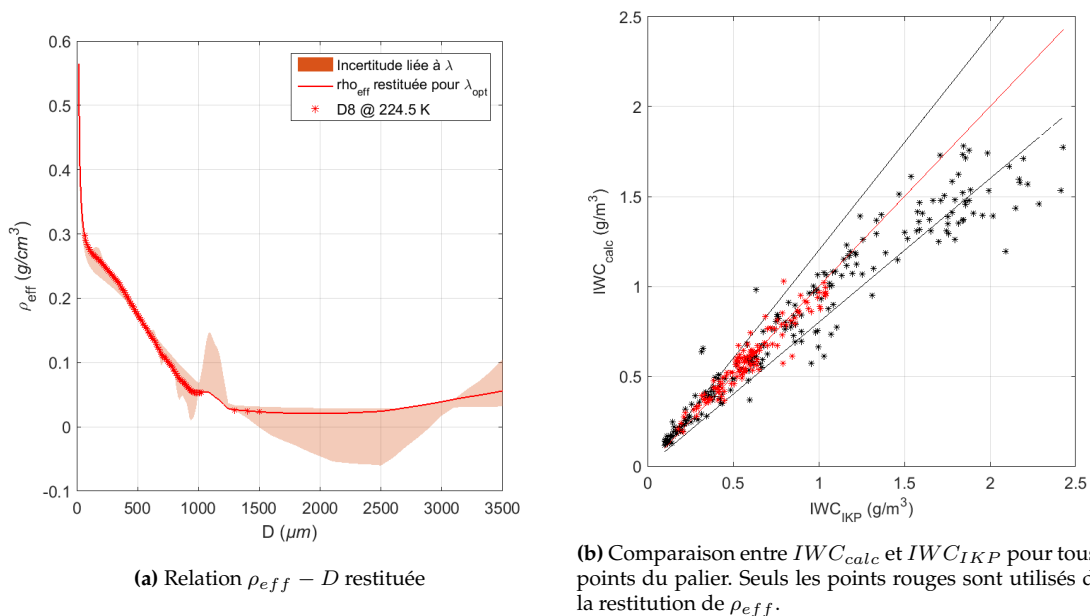 0.6
0.5
0.4
0.3
0.2
0.1
0
-0.1
ρeff (g/cm³)
0 500 1000 1500 2000 2500 3000 3500
D (µm)
Incertitude liée à λ
rhoeff restituée pour λopt
D8 @ 224.5 K
(a) Relation ρeff − D restituée
2.5
2
1.5
1
0.5
0
IWCcalc (g/m³)
0 0.5 1 1.5 2 2.5
IWCIKP (g/m³)
(b) Comparaison entre IWCcalc et IWCIKP pour tous
points du palier. Seuls les points rouges sont utilisés d
la restitution de ρeff.